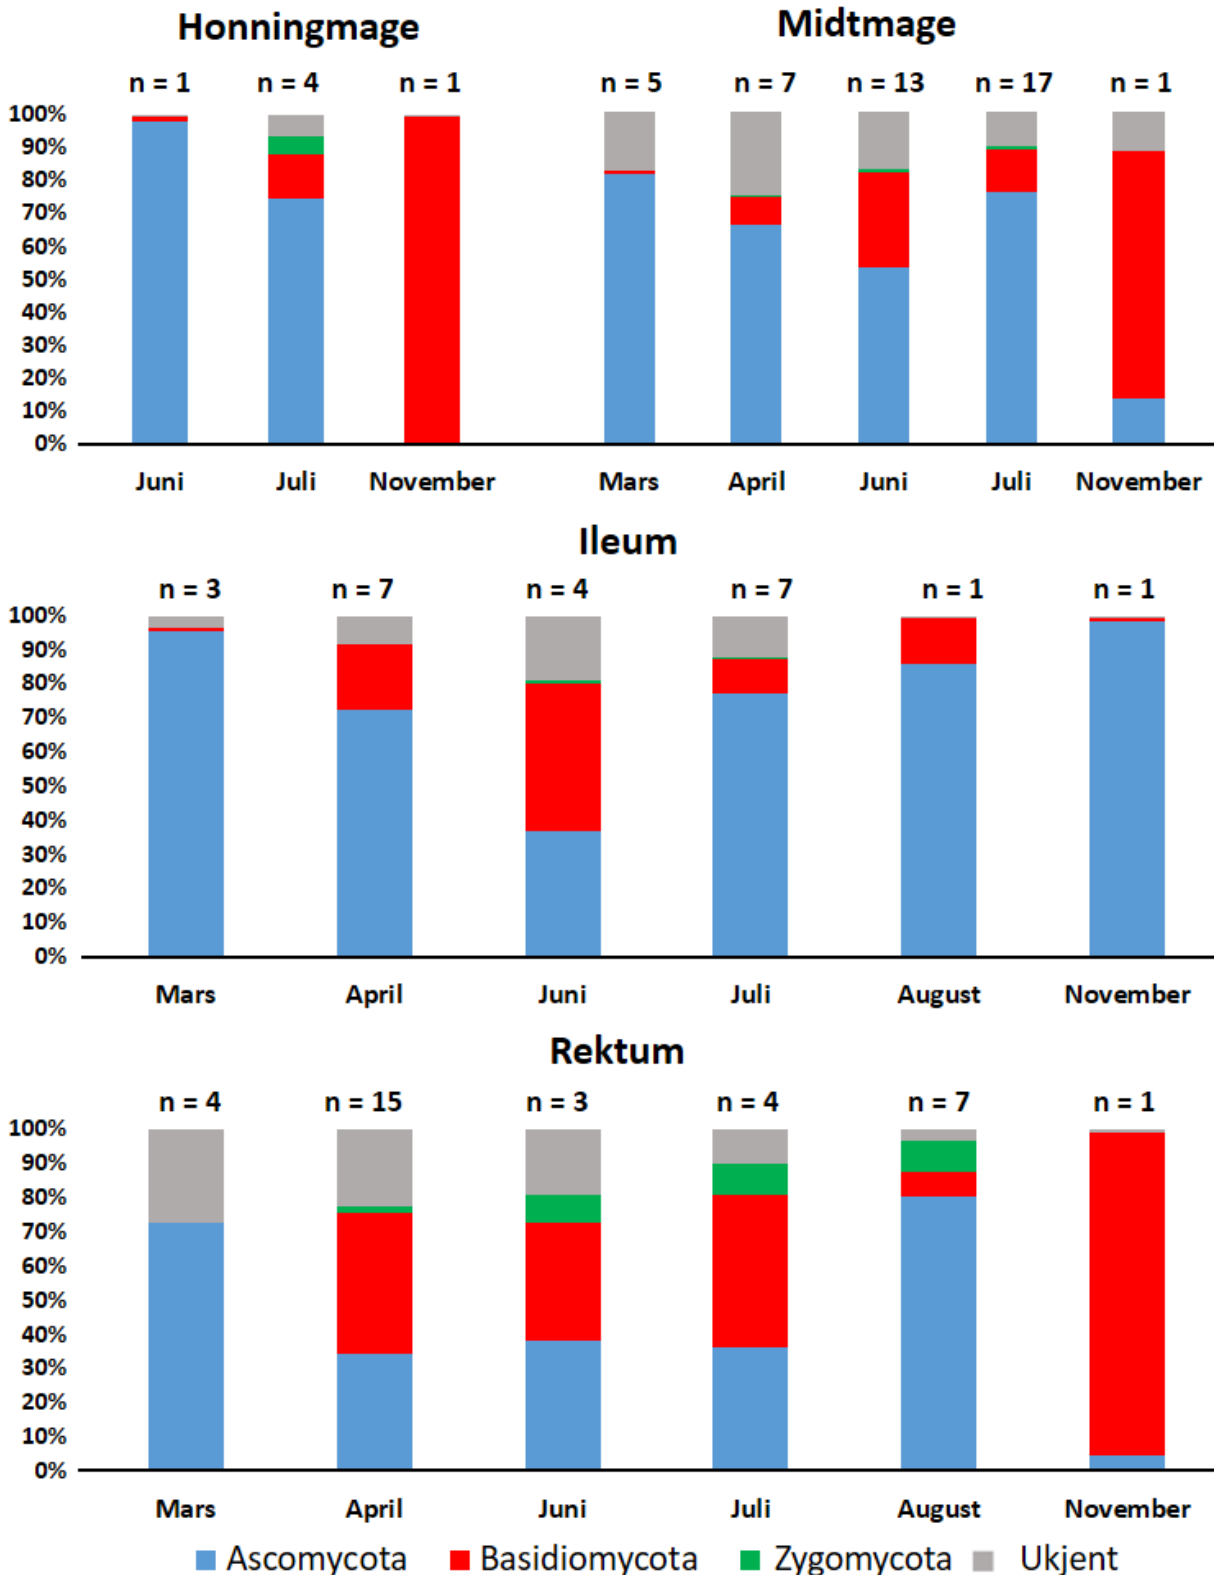 Honningmage
n = 1 n = 4 n = 1
100%
90%
80%
70%
60%
50%
40%
30%
20%
10%
0%
Juni Juli November
Midtmage
n = 5 n = 7 n = 13 n = 17 n = 1
Mars April Juni Juli November
Ileum
n = 3 n = 7 n = 4 n = 7 n = 1 n = 1
100%
90%
80%
70%
60%
50%
40%
30%
20%
10%
0%
Mars April Juni Juli August November
Rektum
n = 4 n = 15 n = 3 n = 4 n = 7 n = 1
100%
90%
80%
70%
60%
50%
40%
30%
20%
10%
0%
Mars April Juni Juli August November
Ascomycota Basidiomycota Zygomycota Ukjent